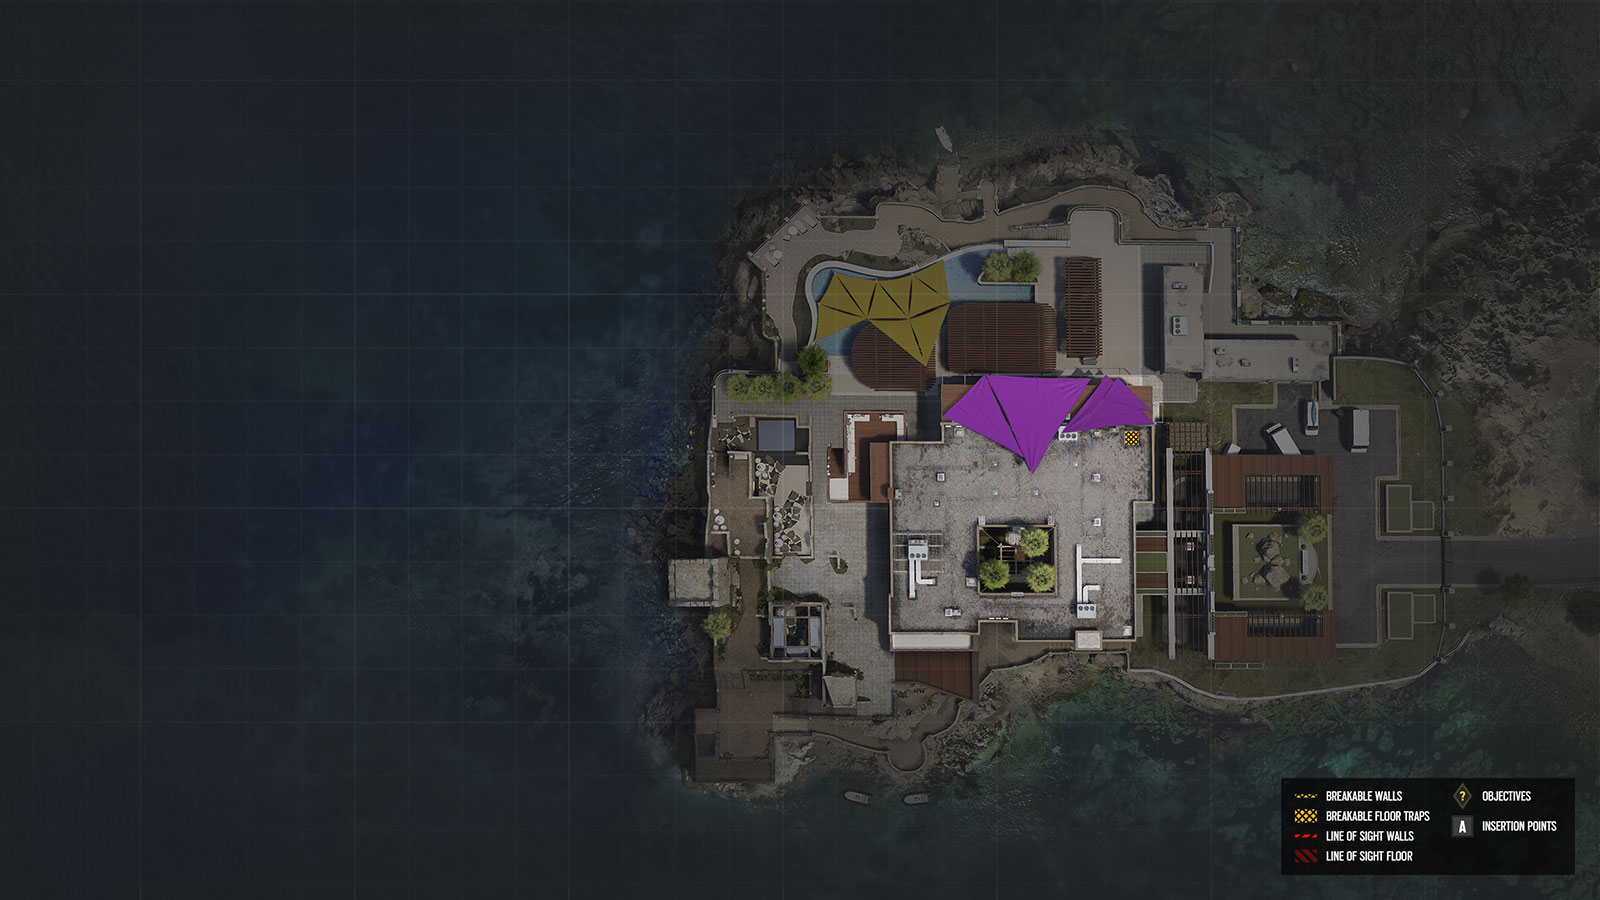 BREAKABLE WALLS
BREAKABLE FLOOR TRAPS
LINE OF SIGHT WALLS
LINE OF SIGHT FLOOR
? OBJECTIVES
A INSERTION POINTS